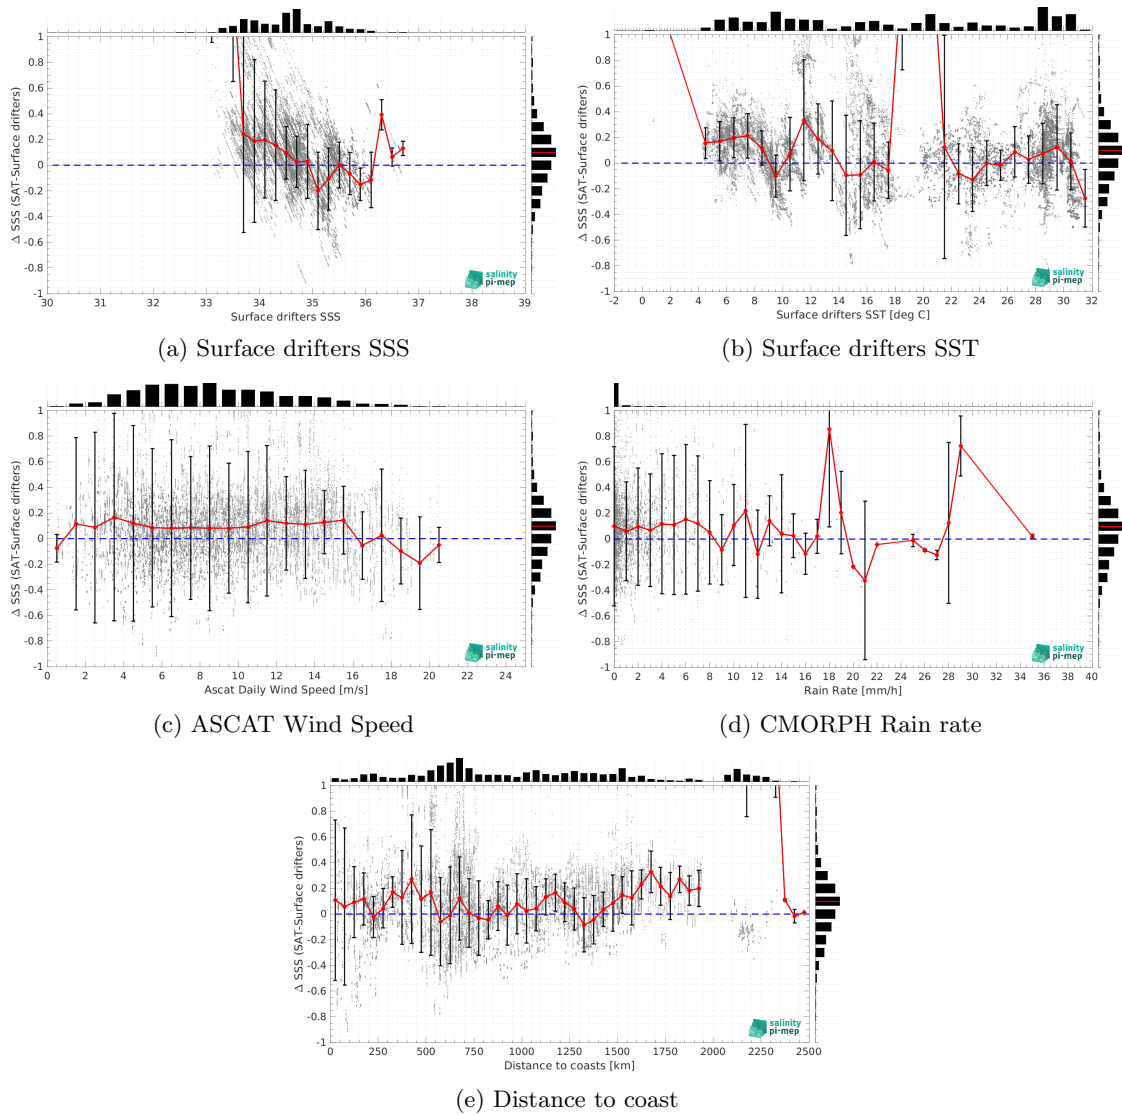 1
0.8
0.6
0.4
0.2
0
-0.2
-0.4
-0.6
-0.8
-1
Δ SSS (SAT-Surface drifters)
30 31 32 33 34 35 36 37 38 39
Surface drifters SSS
salinity
pi-mep
(a) Surface drifters SSS
1
0.8
0.6
0.4
0.2
0
-0.2
-0.4
-0.6
-0.8
-1
Δ SSS (SAT-Surface drifters)
-2 0 2 4 6 8 10 12 14 16 18 20 22 24 26 28 30 32
Surface drifters SST [deg C]
salinity
pi-mep
(b) Surface drifters SST
1
0.8
0.6
0.4
0.2
0
-0.2
-0.4
-0.6
-0.8
-1
Δ SSS (SAT-Surface drifters)
0 2 4 6 8 10 12 14 16 18 20 22 24
Ascat Daily Wind Speed [m/s]
salinity
pi-mep
(c) ASCAT Wind Speed
1
0.8
0.6
0.4
0.2
0
-0.2
-0.4
-0.6
-0.8
-1
Δ SSS (SAT-Surface drifters)
0 2 4 6 8 10 12 14 16 18 20 22 24 26 28 30 32 34 36 38 40
Rain Rate [mm/h]
salinity
pi-mep
(d) CMORPH Rain rate
1
0.8
0.6
0.4
0.2
0
-0.2
-0.4
-0.6
-0.8
-1
Δ SSS (SAT-Surface drifters)
0 250 500 750 1000 1250 1500 1750 2000 2250 2500
Distance to coasts [km]
salinity
pi-mep
(e) Distance to coast